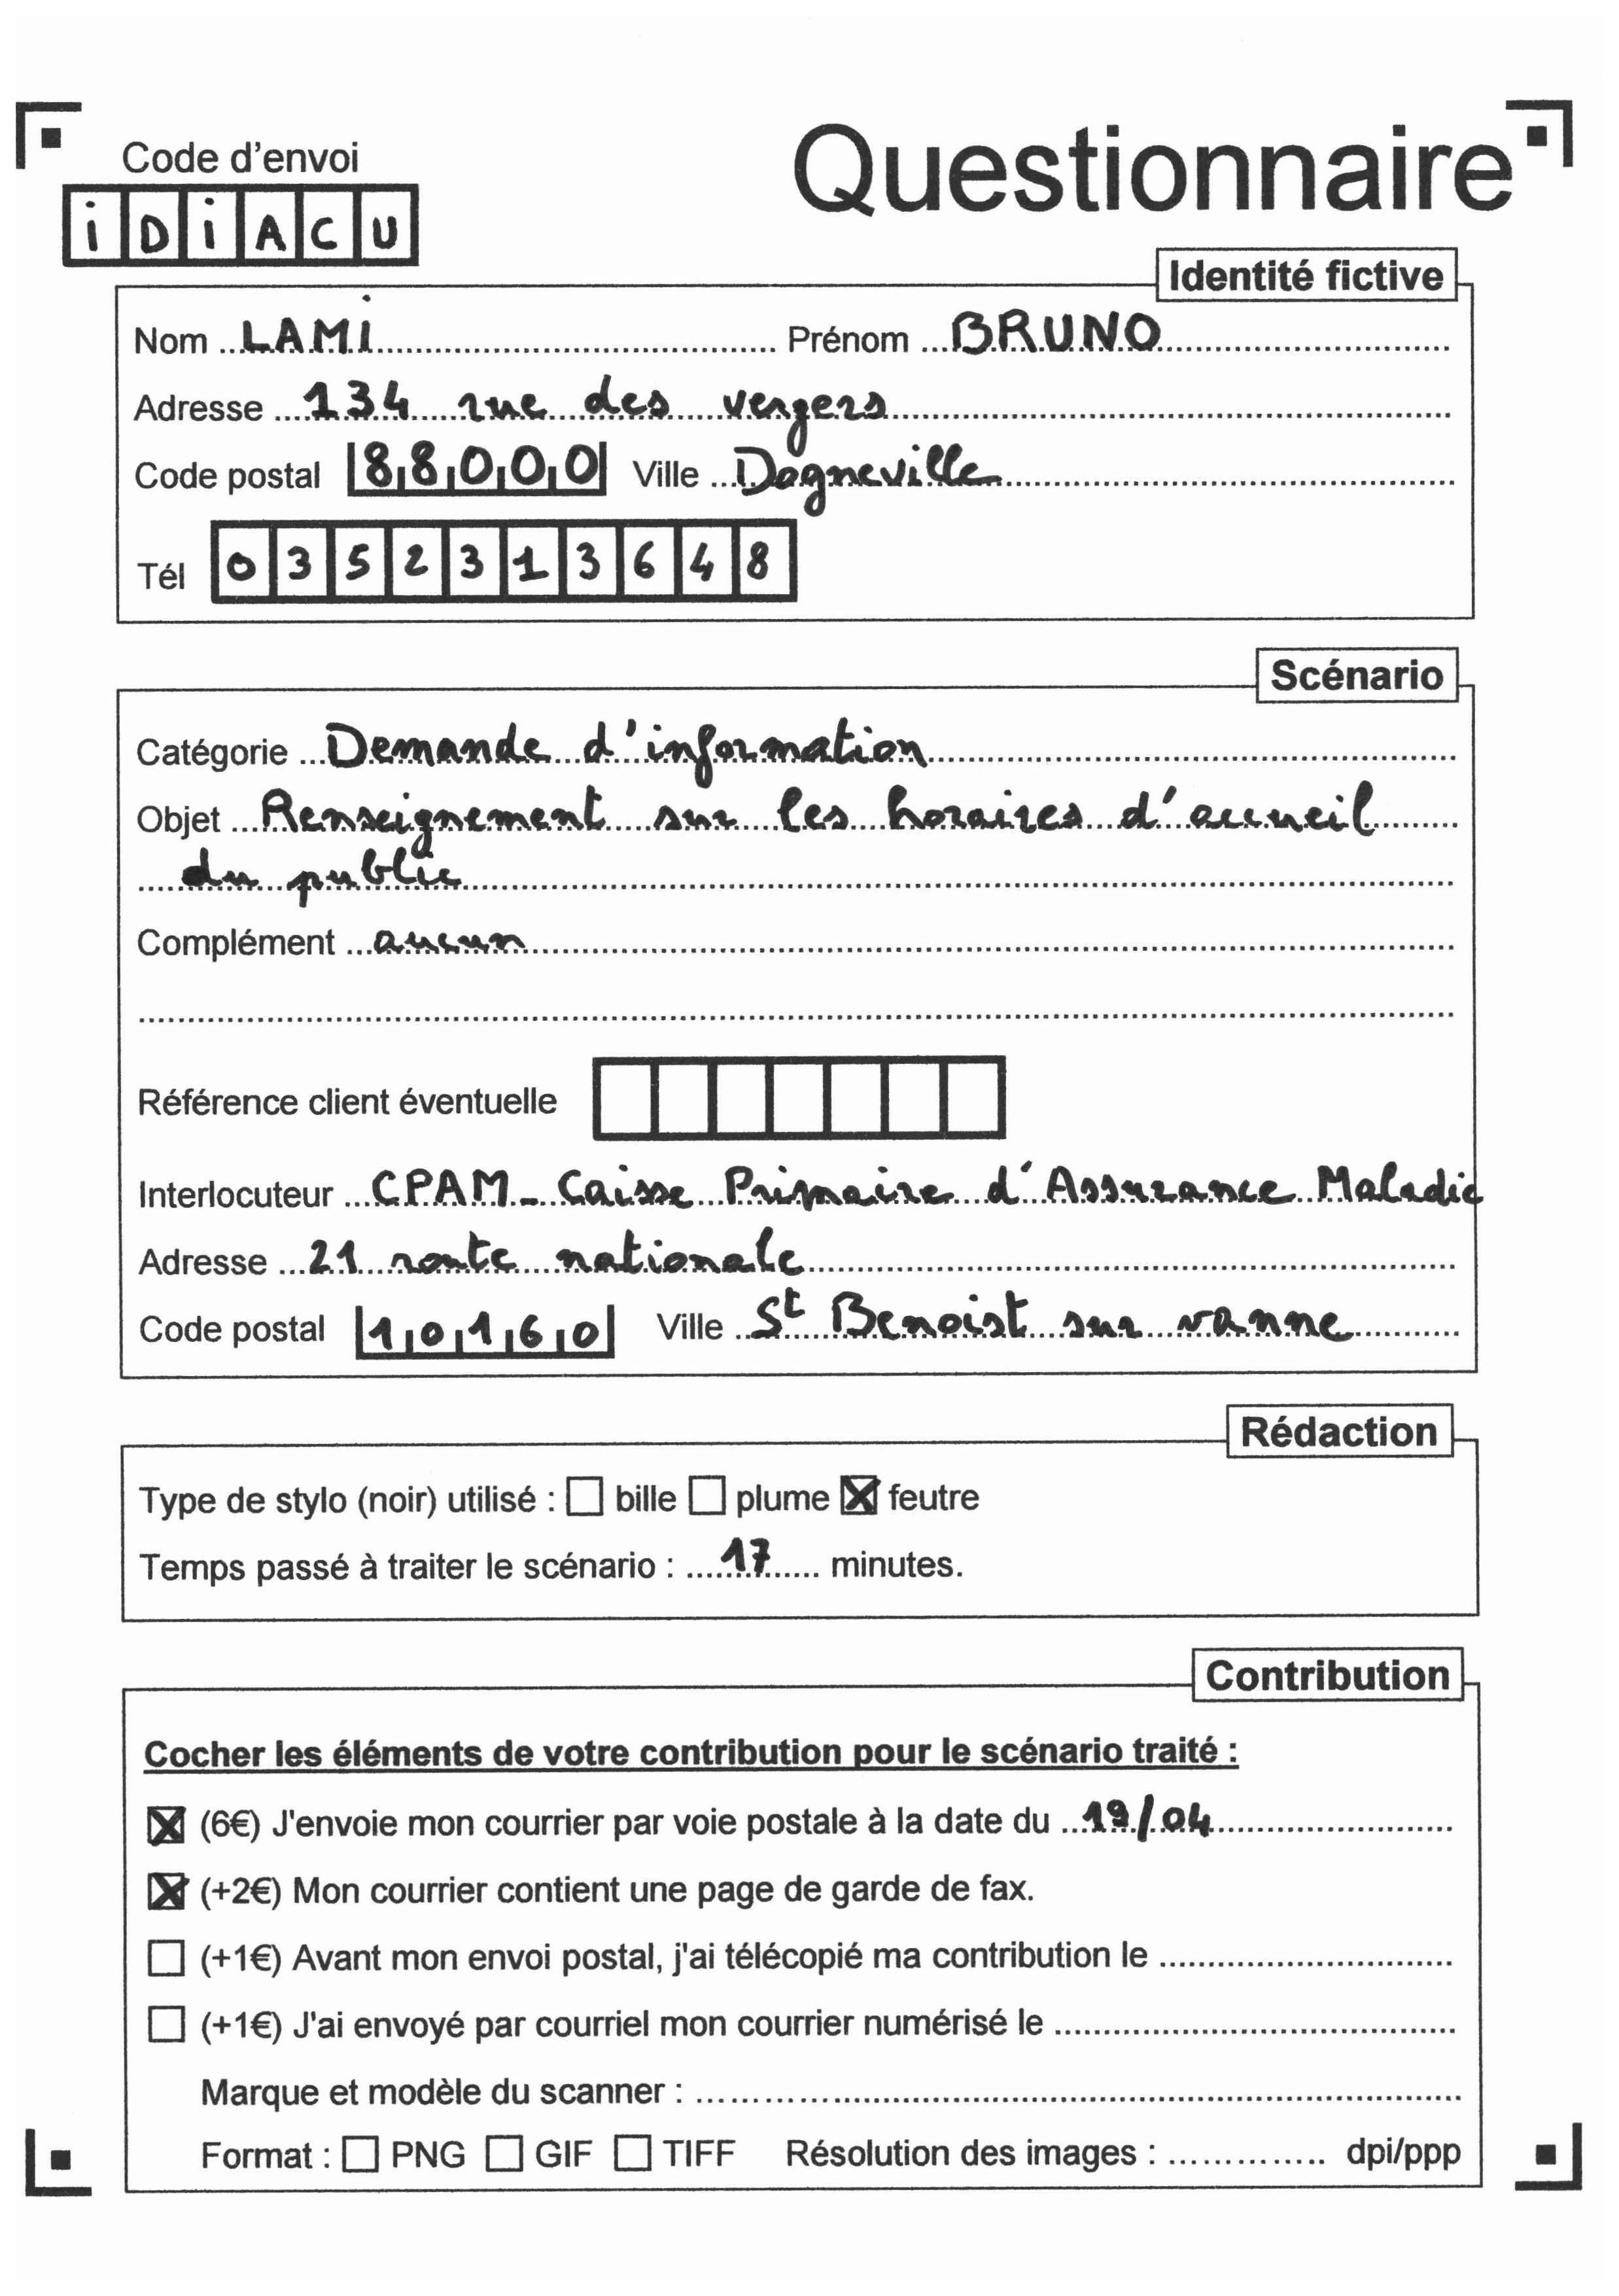 Questionnaire
Code d'envoi
iDiACU
Identité fictive
Nom LAMi Prénom BRUNO
Adresse 134 rue des vergers
Code postal 88000 Ville Dogneville
Tél 0352313648
Scénario
Catégorie Demande d'information
Objet Renseignement sur les horaires d'accueil
du public
Complément aucun
Référence client éventuelle
Interlocuteur CPAM_ Caisse Primaire d'Assurance Maladie
Adresse 21 route nationale
Code postal 10160 Ville St Benoist sur vanne
Rédaction
Type de stylo (noir) utilisé : ☐ bille ☐ plume ☒ feutre
Temps passé à traiter le scénario : 17 minutes.
Contribution
Cocher les éléments de votre contribution pour le scénario traité :
☒ (6€) J'envoie mon courrier par voie postale à la date du 19/04
☒ (+2€) Mon courrier contient une page de garde de fax.
☐ (+1€) Avant mon envoi postal, j'ai télécopié ma contribution le
☐ (+1€) J'ai envoyé par courriel mon courrier numérisé le
Marque et modèle du scanner :
Format : ☐ PNG ☐ GIF ☐ TIFF Résolution des images : dpi/ppp